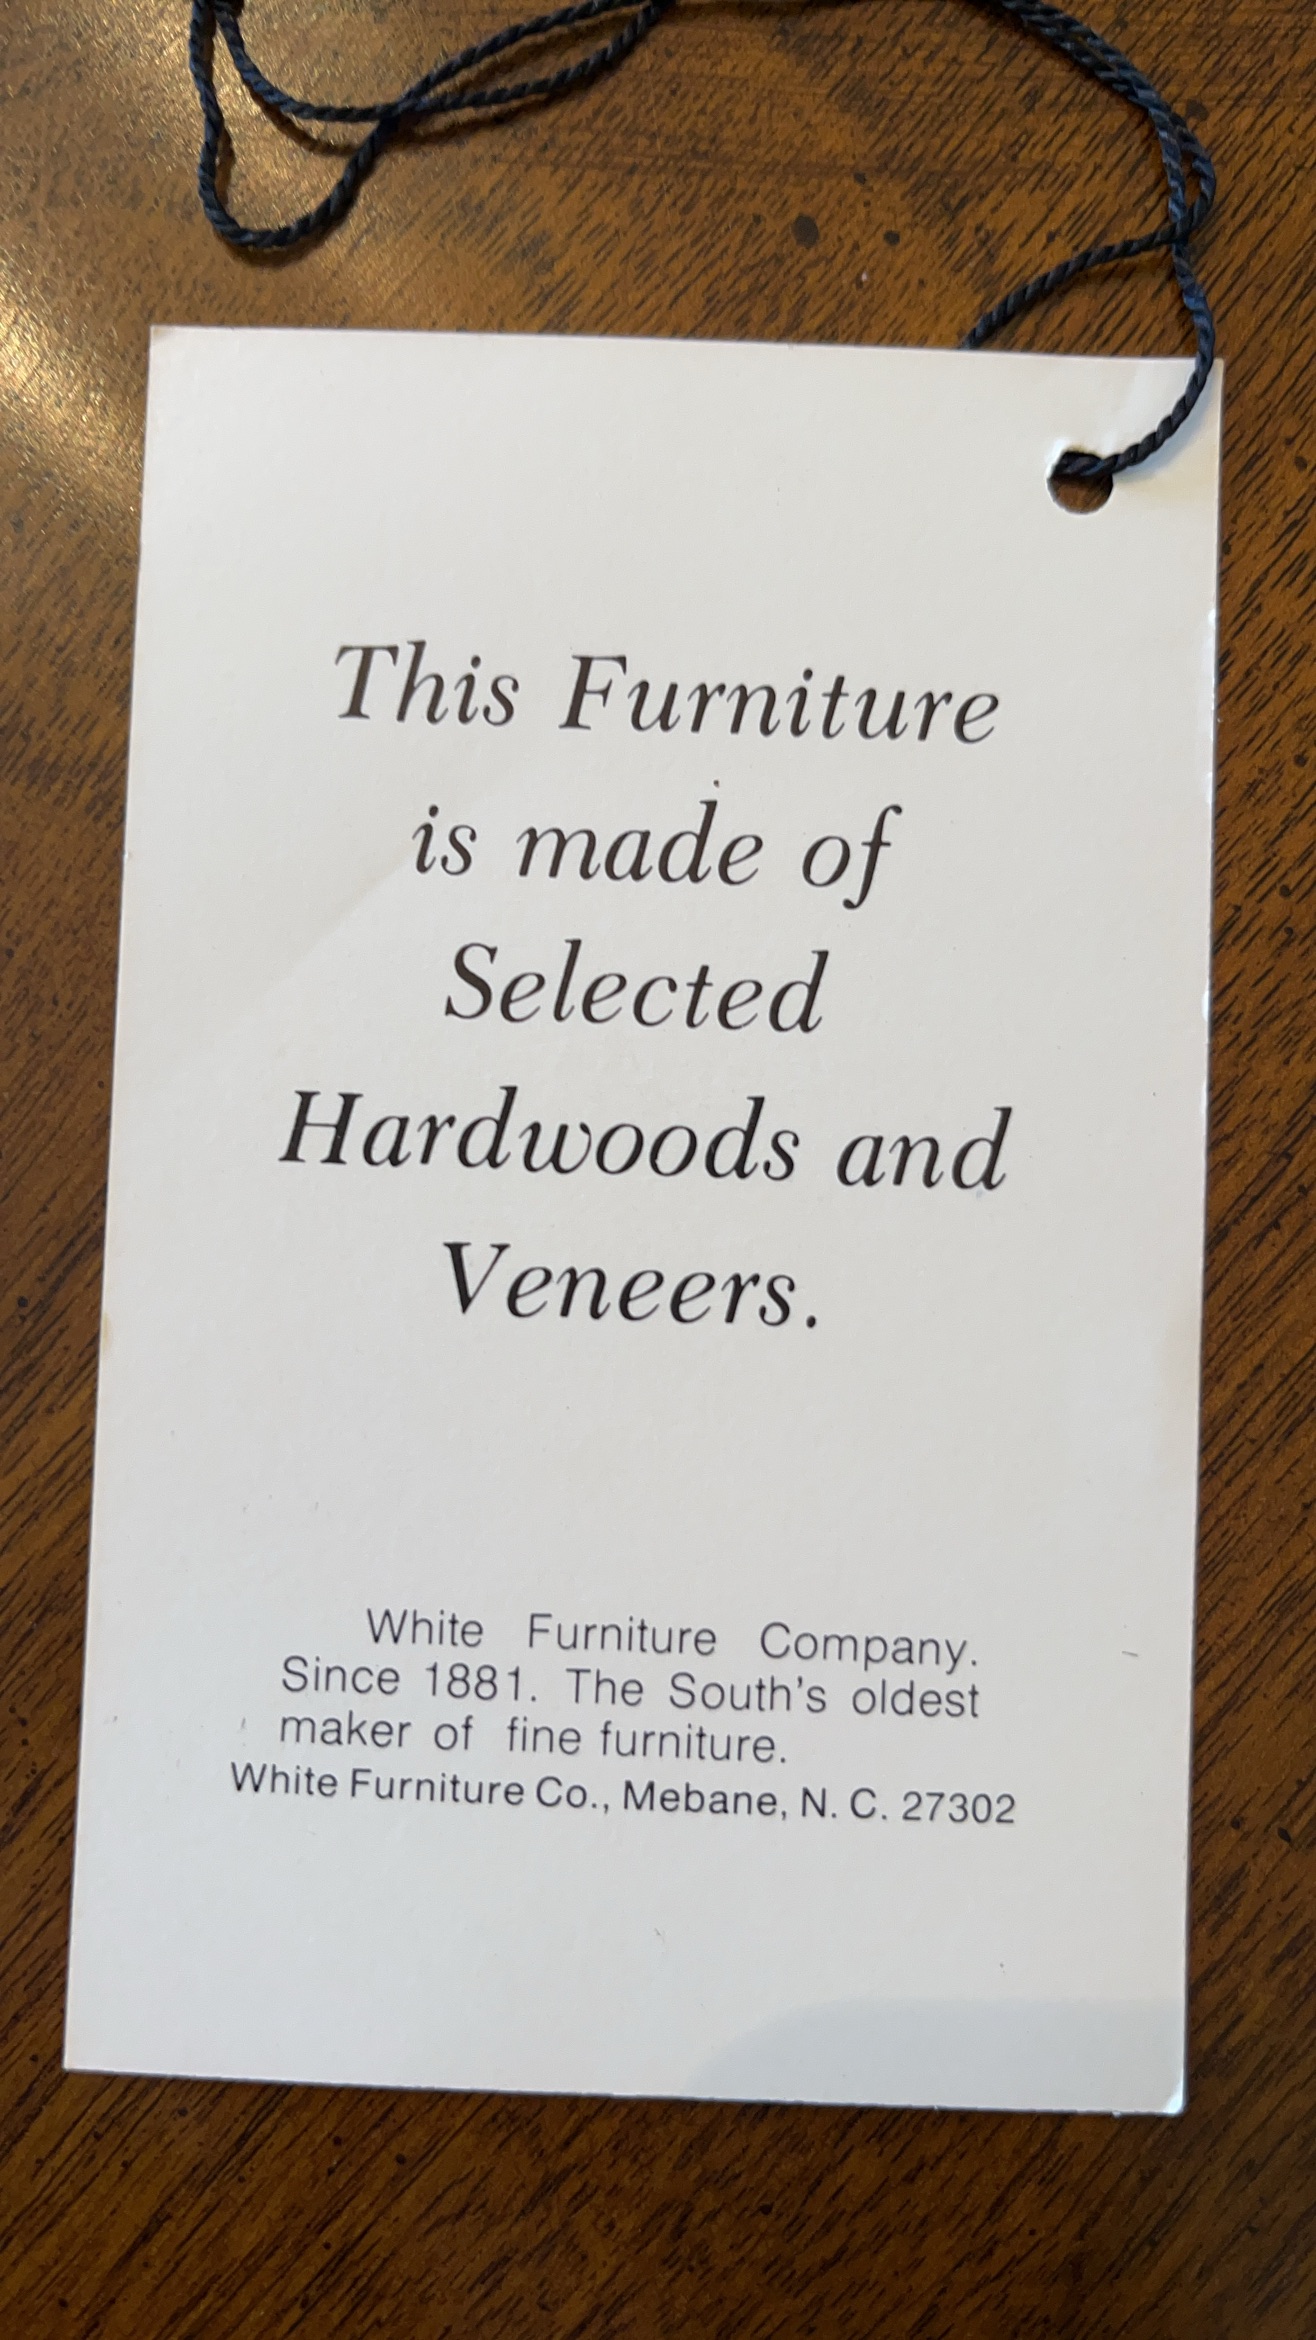 This Furniture
is made of
Selected
Hardwoods and
Veneers.
White Furniture Company.
Since 1881. The South's oldest
maker of fine furniture.
White Furniture Co., Mebane, N. C. 27302